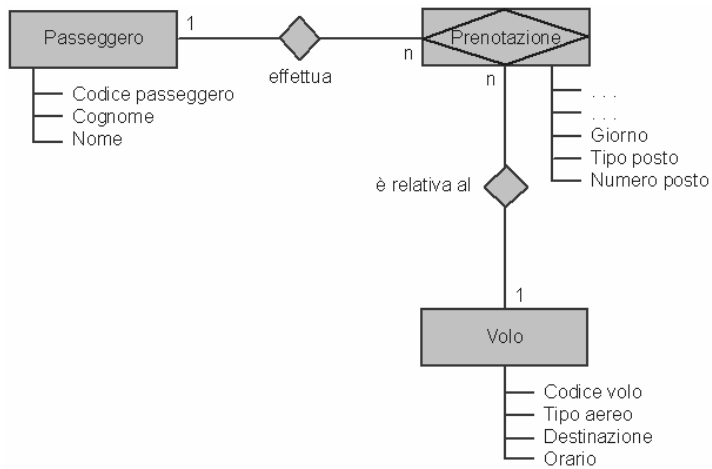 Passeggero
1
effettua
n
Prenotazione
n
Codice passeggero
Cognome
Nome
. . .
. . .
Giorno
Tipo posto
Numero posto
è relativa al
1
Volo
Codice volo
Tipo aereo
Destinazione
Orario